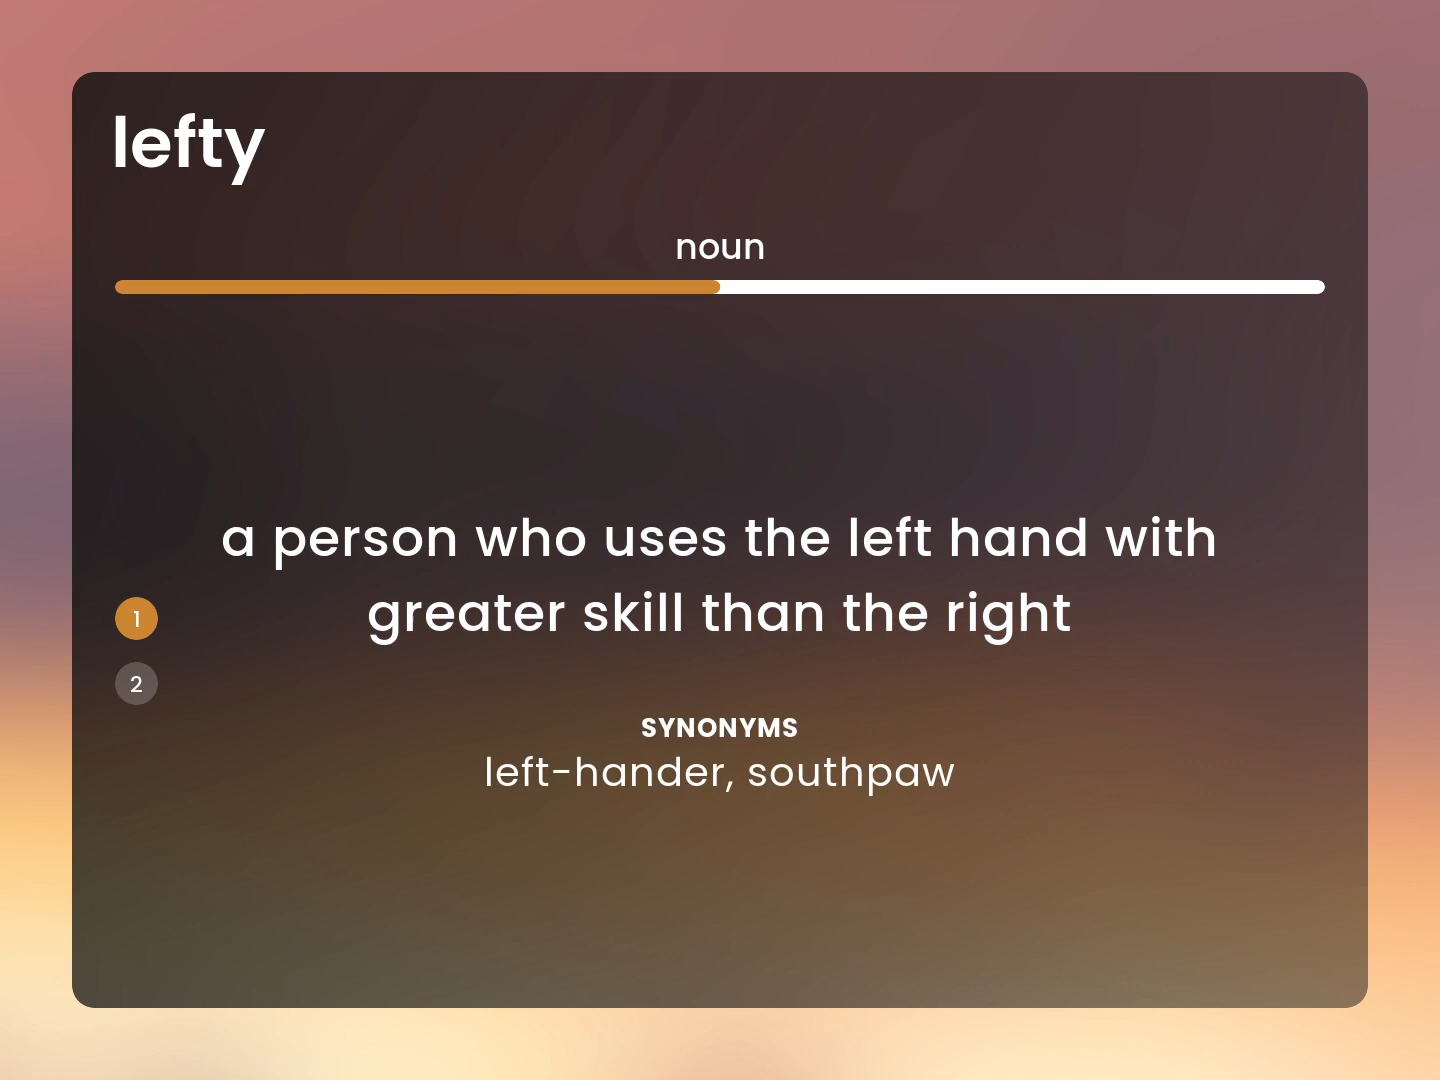 lefty
noun
a person who uses the left hand with
greater skill than the right
1
2
SYNONYMS
left-hander, southpaw